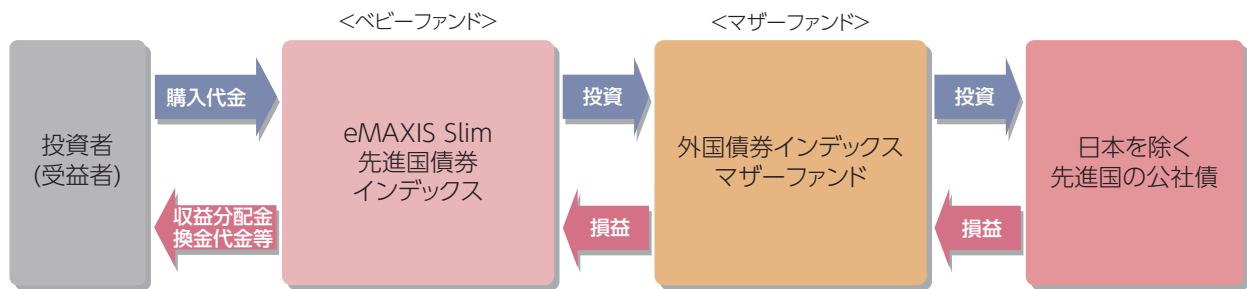 <ベビーファンド>
<マザーファンド>
投資者
(受益者)
購入代金
収益分配金
換金代金等
eMAXIS Slim
先進国債券
インデックス
投資
損益
外国債券インデックス
マザーファンド
投資
損益
日本を除く
先進国の公社債